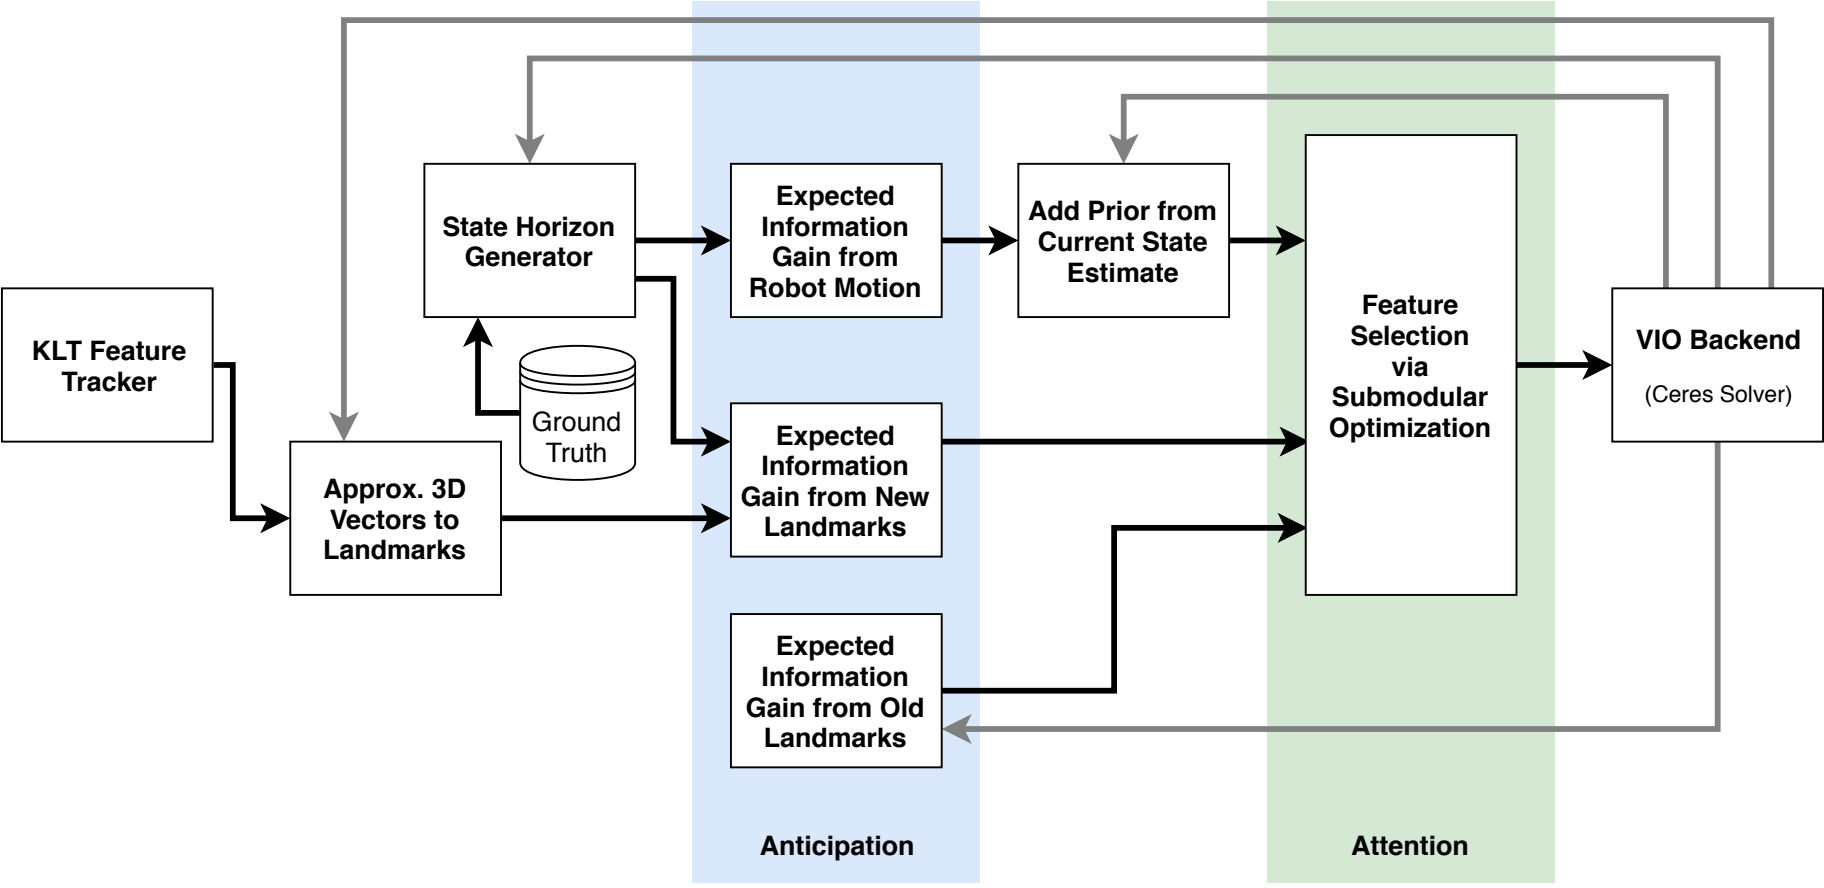 KLT Feature
Tracker
Approx. 3D
Vectors to
Landmarks
State Horizon
Generator
Ground
Truth
Expected
Information
Gain from
Robot Motion
Expected
Information
Gain from New
Landmarks
Expected
Information
Gain from Old
Landmarks
Anticipation
Add Prior from
Current State
Estimate
Feature
Selection
via
Submodular
Optimization
Attention
VIO Backend
(Ceres Solver)